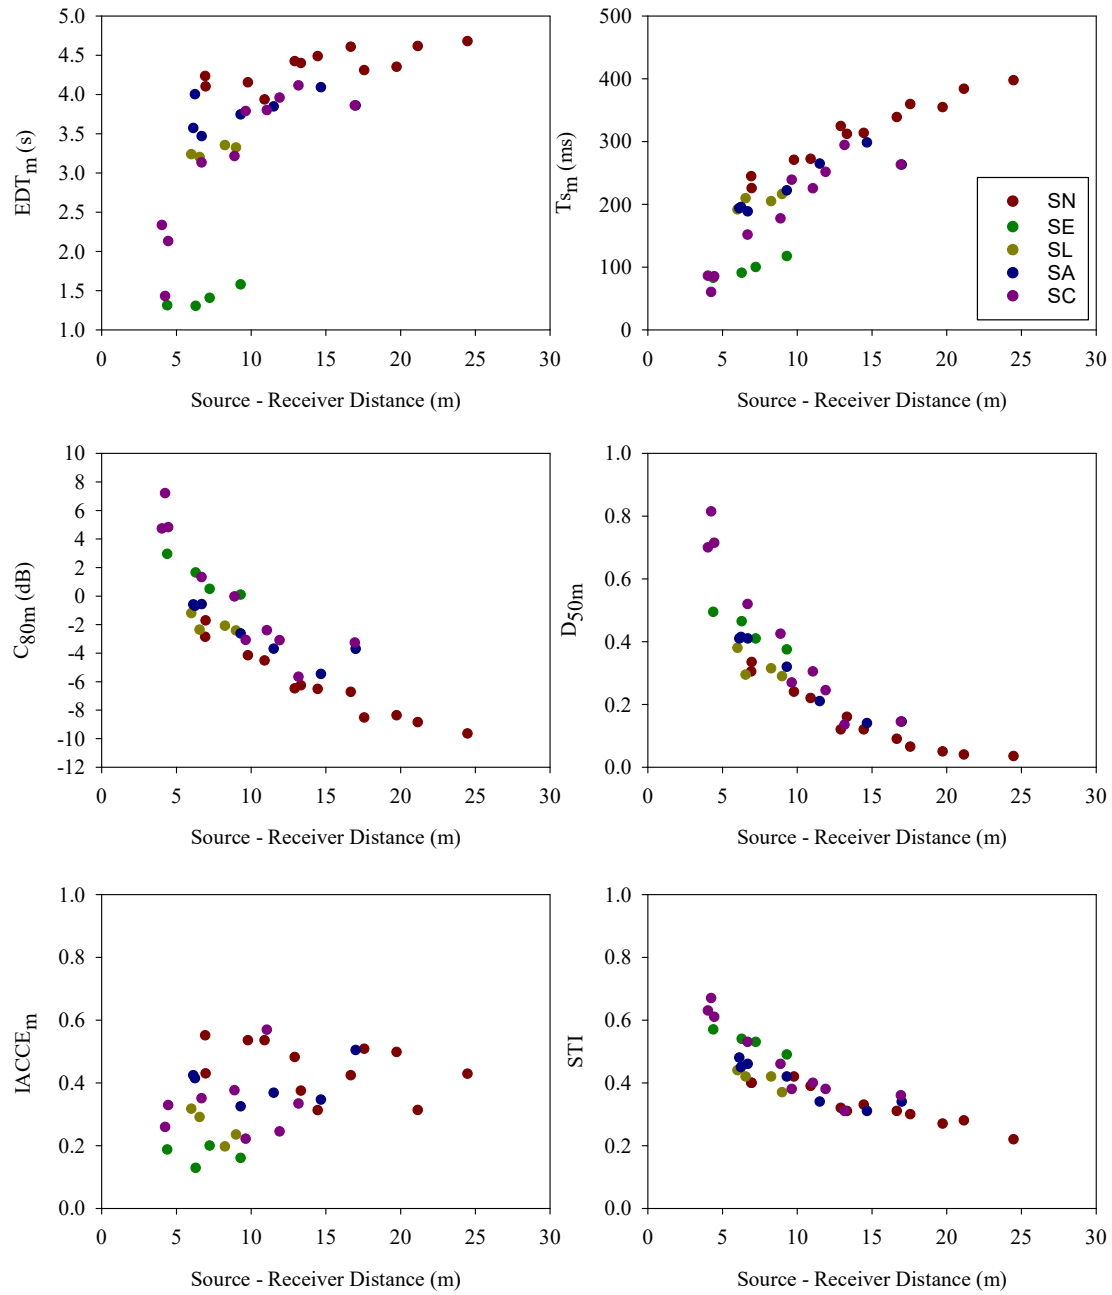 5.0
4.5
4.0
3.5
3.0
2.5
2.0
1.5
1.0
EDTm (s)
0 5 10 15 20 25 30
Source - Receiver Distance (m)
500
400
300
200
100
0
Tsm (ms)
SN
SE
SL
SA
SC
0 5 10 15 20 25 30
Source - Receiver Distance (m)
10
8
6
4
2
0
-2
-4
-6
-8
-10
-12
C80m (dB)
0 5 10 15 20 25 30
Source - Receiver Distance (m)
1.0
0.8
0.6
0.4
0.2
0.0
D50m
0 5 10 15 20 25 30
Source - Receiver Distance (m)
1.0
0.8
0.6
0.4
0.2
0.0
IACCEm
0 5 10 15 20 25 30
Source - Receiver Distance (m)
1.0
0.8
0.6
0.4
0.2
0.0
STI
0 5 10 15 20 25 30
Source - Receiver Distance (m)